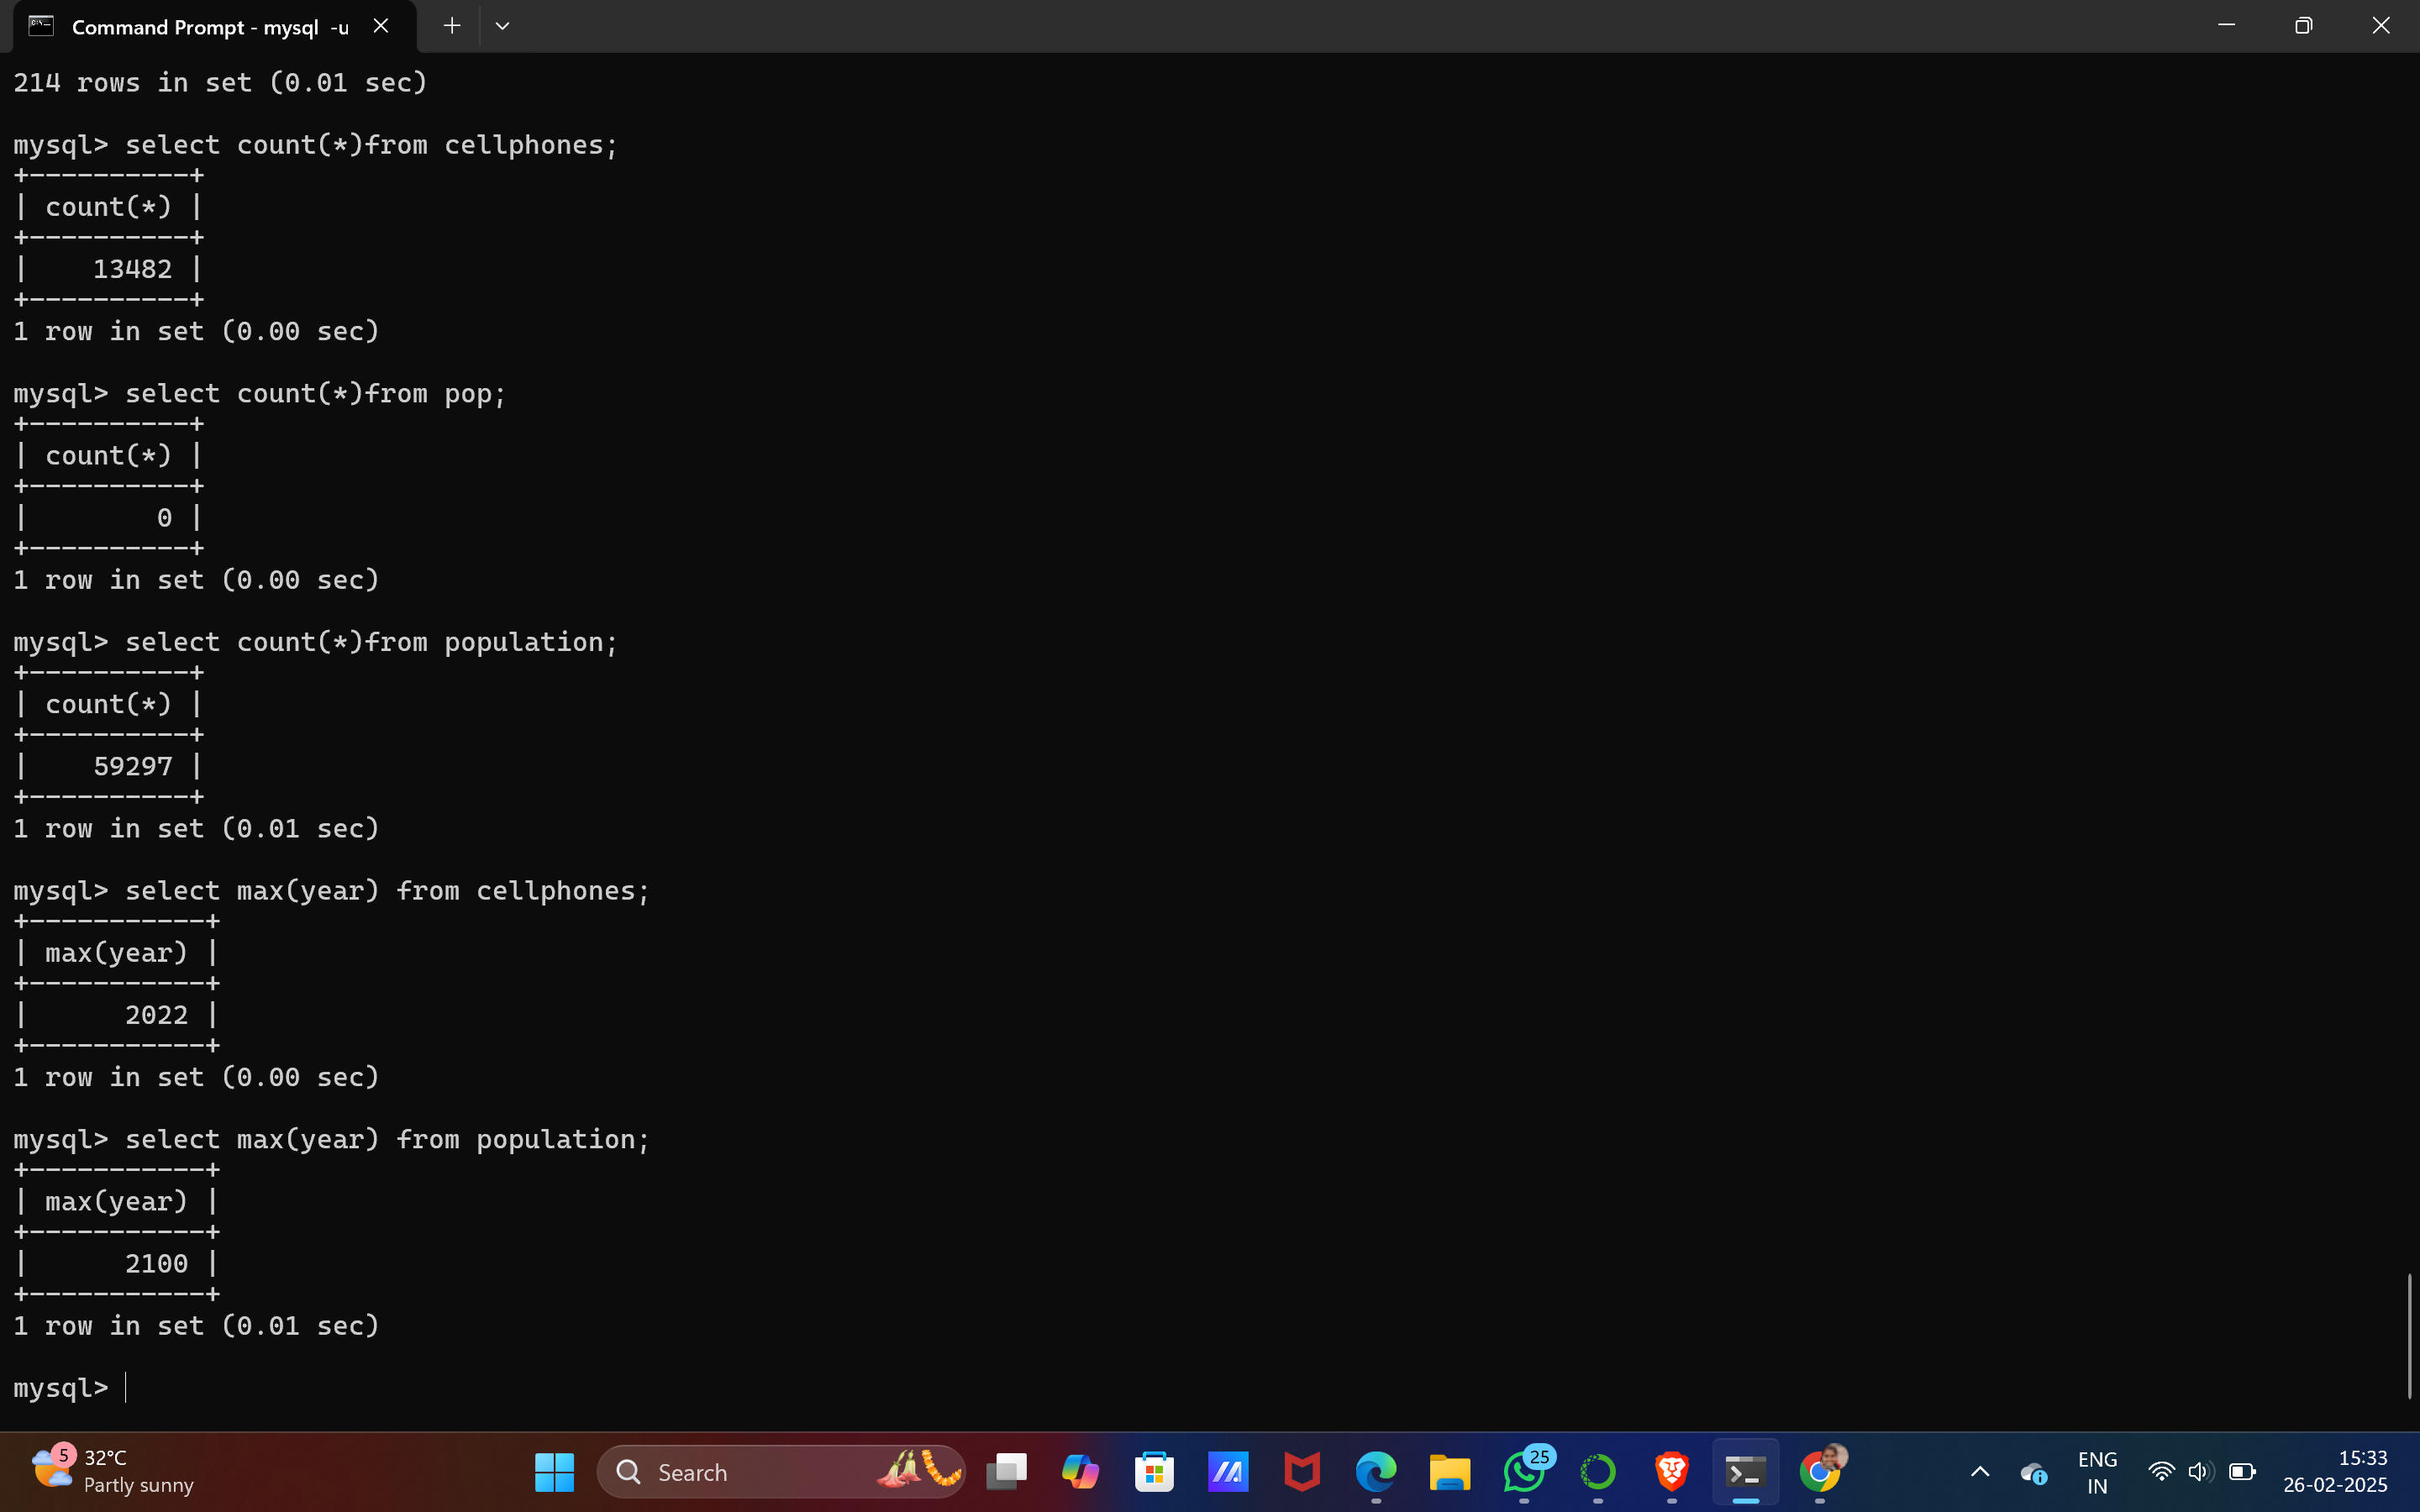 Command Prompt - mysql  -u
214 rows in set (0.01 sec)
mysql> select count(*)from cellphones;
+----------+
| count(*) |
+----------+
|    13482 |
+----------+
1 row in set (0.00 sec)
mysql> select count(*)from pop;
+----------+
| count(*) |
+----------+
|        0 |
+----------+
1 row in set (0.00 sec)
mysql> select count(*)from population;
+----------+
| count(*) |
+----------+
|    59297 |
+----------+
1 row in set (0.01 sec)
mysql> select max(year) from cellphones;
+-----------+
| max(year) |
+-----------+
|      2022 |
+-----------+
1 row in set (0.00 sec)
mysql> select max(year) from population;
+-----------+
| max(year) |
+-----------+
|      2100 |
+-----------+
1 row in set (0.01 sec)
mysql>
5
32°C
Partly sunny
Search
25
ENG
IN
15:33
26-02-2025